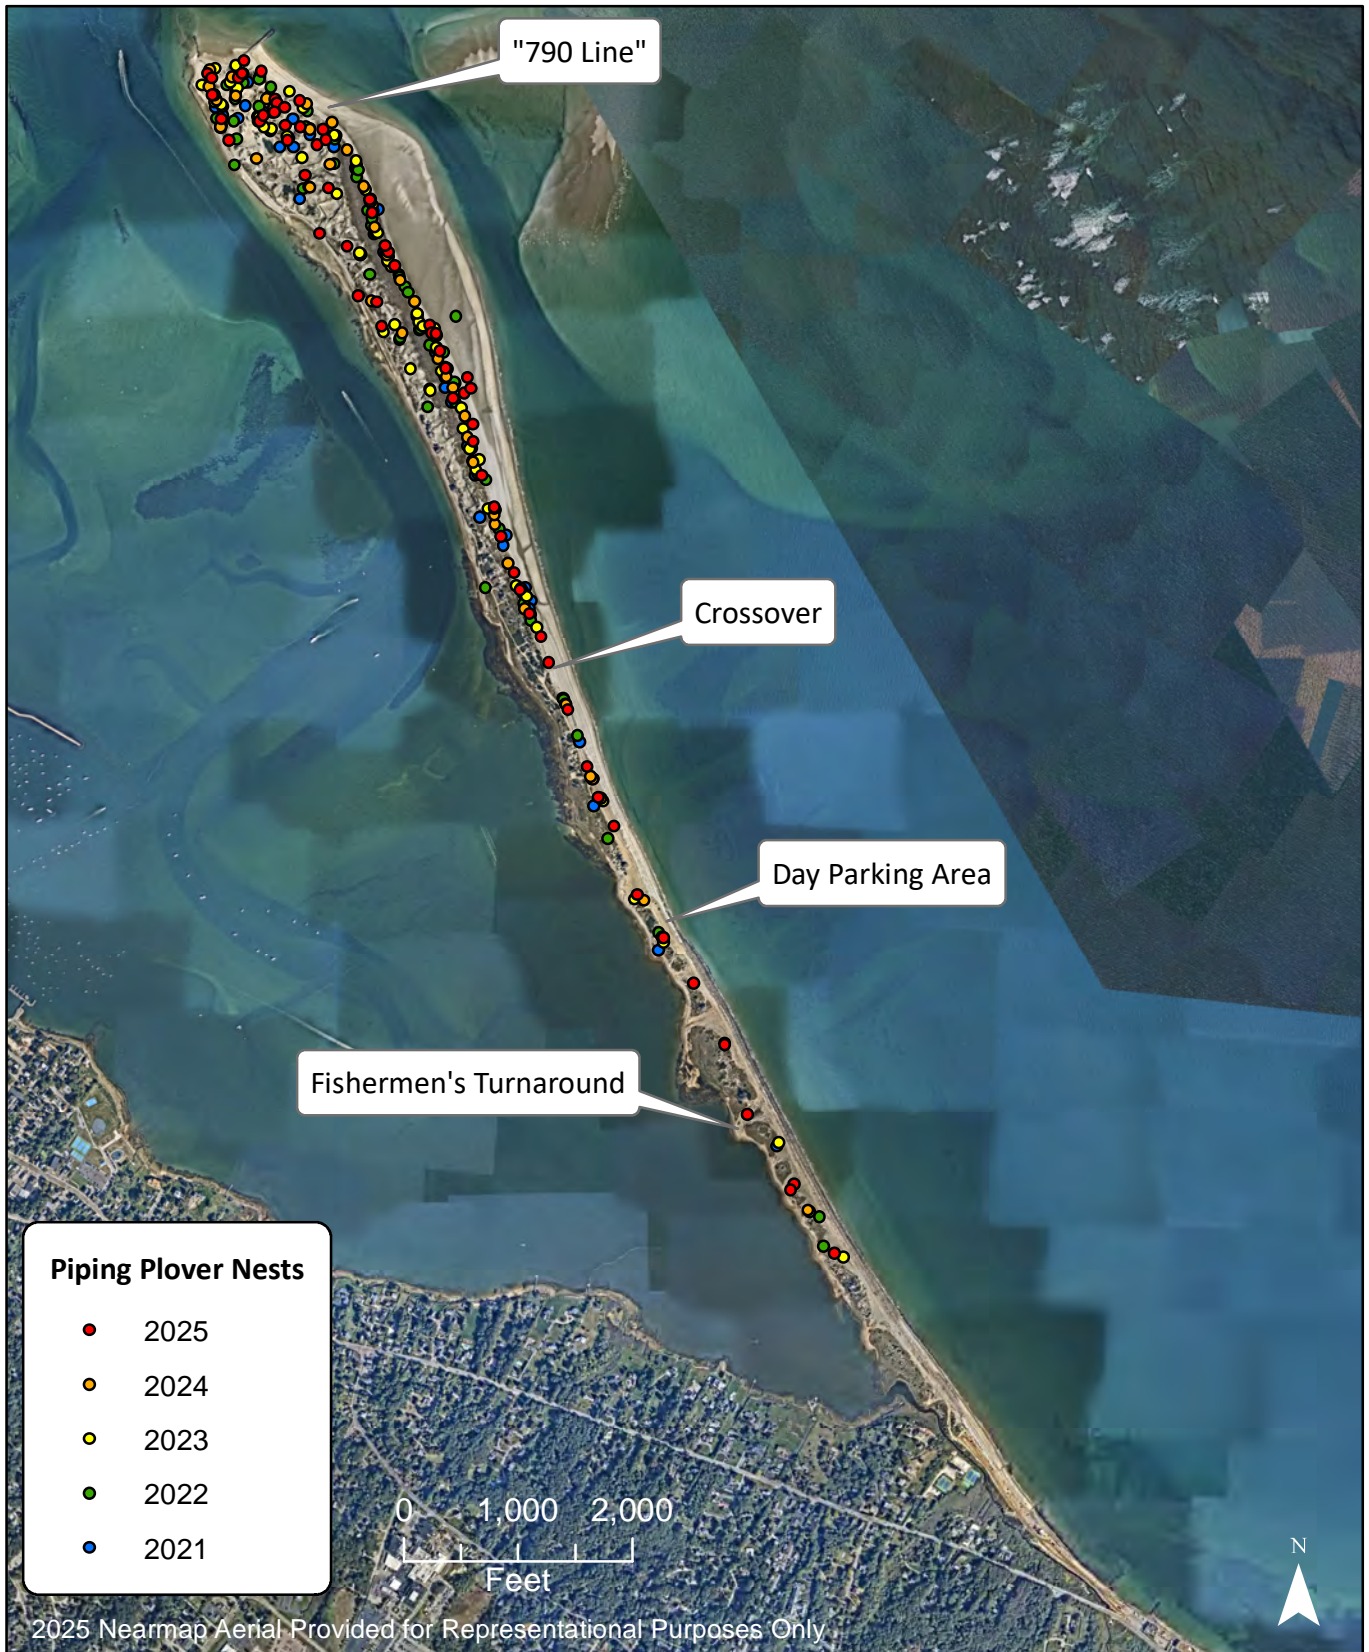 "790 Line"
Crossover
Day Parking Area
Fishermen's Turnaround
Piping Plover Nests
2025
2024
2023
2022
2021
0 1,000 2,000
Feet
N
2025 Nearmap Aerial Provided for Representational Purposes Only